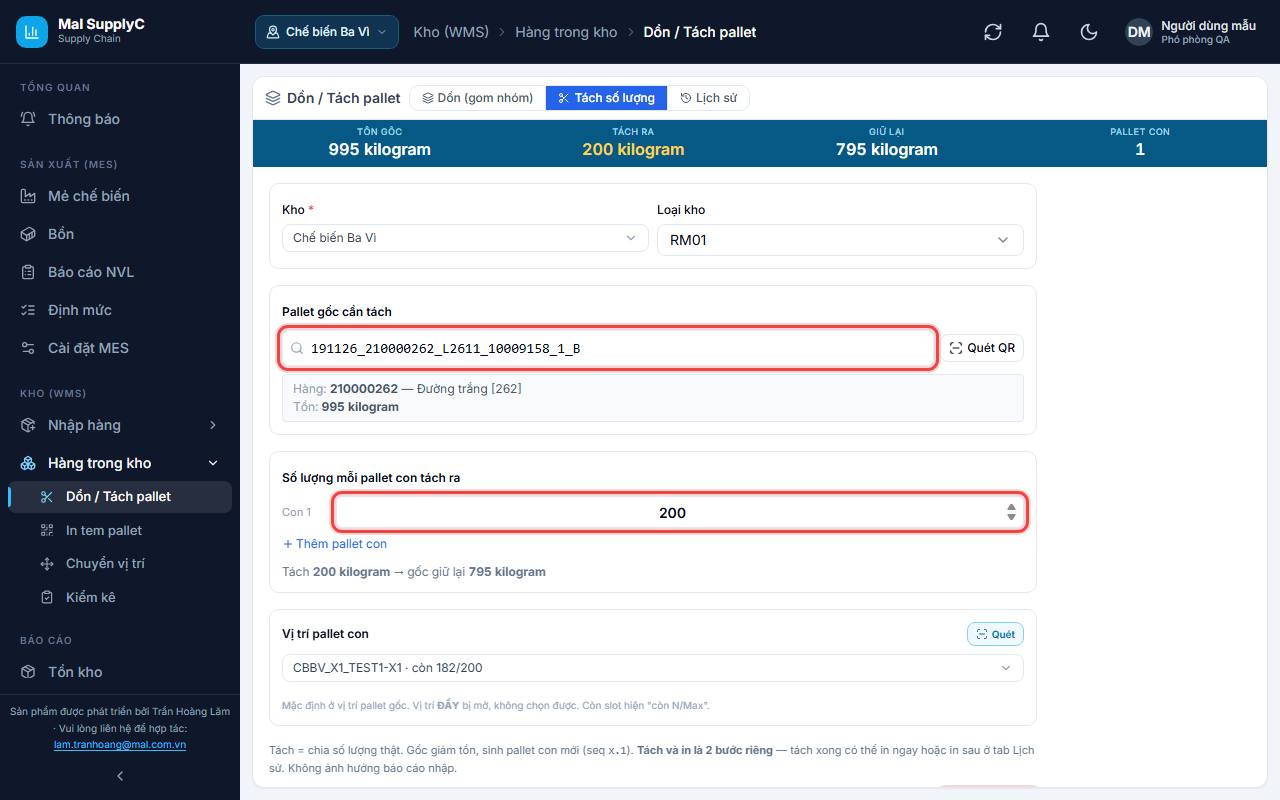 Mal SupplyC
Supply Chain
Chế biến Ba Vì
Kho (WMS)
Hàng trong kho
Dồn / Tách pallet
DM
Người dùng mẫu
Phó phòng QA
TỔNG QUAN
Thông báo
SẢN XUẤT (MES)
Mẻ chế biến
Bồn
Báo cáo NVL
Định mức
Cài đặt MES
KHO (WMS)
Nhập hàng
Hàng trong kho
Dồn / Tách pallet
In tem pallet
Chuyển vị trí
Kiểm kê
BÁO CÁO
Tồn kho
Sản phẩm được phát triển bởi Trần Hoàng Lâm
· Vui lòng liên hệ để hợp tác:
lam.tranhoang@mal.com.vn
Dồn / Tách pallet
Dồn (gom nhóm)
Tách số lượng
Lịch sử
TỒN GỐC
995 kilogram
TÁCH RA
200 kilogram
GIỮ LẠI
795 kilogram
PALLET CON
1
Kho *
Chế biến Ba Vì
Loại kho
RM01
Pallet gốc cần tách
191126_210000262_L2611_10009158_1_B
Quét QR
Hàng: 210000262 — Đường trắng [262]
Tồn: 995 kilogram
Số lượng mỗi pallet con tách ra
Con 1
200
+ Thêm pallet con
Tách 200 kilogram → gốc giữ lại 795 kilogram
Vị trí pallet con
Quét
CBBV_X1_TEST1-X1 · còn 182/200
Mặc định ở vị trí pallet gốc. Vị trí ĐẦY bị mờ, không chọn được. Còn slot hiện "còn N/Max".
Tách = chia số lượng thật. Gốc giảm tồn, sinh pallet con mới (seq x.1). Tách và in là 2 bước riêng — tách xong có thể in ngay hoặc in sau ở tab Lịch
sử. Không ảnh hưởng báo cáo nhập.